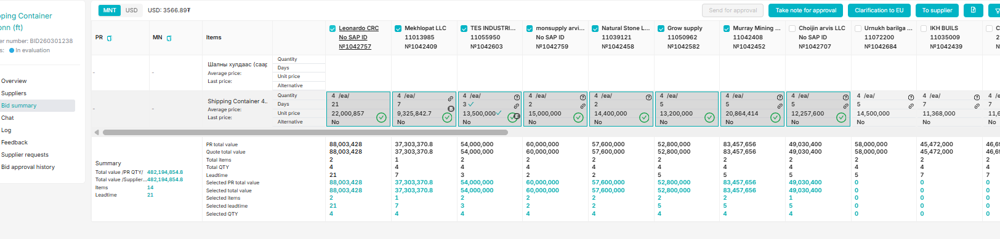 pping Container
onn (ft)
er number: BID260301238
s: In evaluation
Overview
Suppliers
Bid summary
Chat
Log
Feedback
Supplier requests
Bid approval history
MNT USD USD: 3566.89₮
Send for approval Take note for approval Clarification to EU To supplier
PR MN Items
Leonardo CRC Mekhlopat LLC TES INDUSTRI... monsupply arvi... Natural Stone L... Grow supply Murray Mining ... Choijin arvis LLC Urnukh barilga ... IKH BUILS C
No SAP ID 11013985 11055950 No SAP ID 11039121 11050962 11042408 No SAP ID 11072200 11035009 2
№1042757 №1042409 №1042603 №1042759 №1042458 №1042582 №1042452 №1042707 №1042684 №1042439
- - Шалны хулдаас (саар
Average price:
Last price:
Quantity
Days
Unit price
Alternative
- - Shipping Container 4..
Average price:
Last price:
Quantity 4 /ea/ 4 /ea/ 4 /ea/ 4 /ea/ 4 /ea/ 4 /ea/ 4 /ea/ 4 /ea/ 4 /ea/ 4 /ea/ 4 /e
Days 21 7 3 2 2 5 5 5 5 7 7
Unit price 22,000,857 9,325,842.7 B 13,500,000 E 15,000,000 14,400,000 13,200,000 20,864,414 12,257,600 14,500,000 11,368,000 11,6
Alternative No No No No No No No No No No No
Summary
Total value /PR QTY/ 482,194,854.8
Total value /Supplier... 482,194,854.8
Items 14
Leadtime 21
PR total value 88,003,428 37,303,370.8 54,000,000 60,000,000 57,600,000 52,800,000 83,457,656 49,030,400 58,000,000 45,472,000 46,69
Quote total value 88,003,428 37,303,370.8 54,000,000 60,000,000 57,600,000 52,800,000 83,457,656 49,030,400 58,000,000 45,472,000 46,69
Total items 2 1 2 2 2 2 2 2 2 2 2
Total QTY 4 4 4 4 4 4 4 4 4 4 4
Leadtime 21 7 3 2 2 5 5 5 5 7 7
Selected PR total value 88,003,428 37,303,370.8 54,000,000 60,000,000 57,600,000 52,800,000 83,457,656 49,030,400 0 0 0
Selected total value 88,003,428 37,303,370.8 54,000,000 60,000,000 57,600,000 52,800,000 83,457,656 49,030,400 0 0 0
Selected items 2 1 2 2 2 2 2 1 0 0 0
Selected leadtime 21 7 3 2 2 5 5 5 0 0 0
Selected QTY 4 4 4 4 4 4 4 4 0 0 0